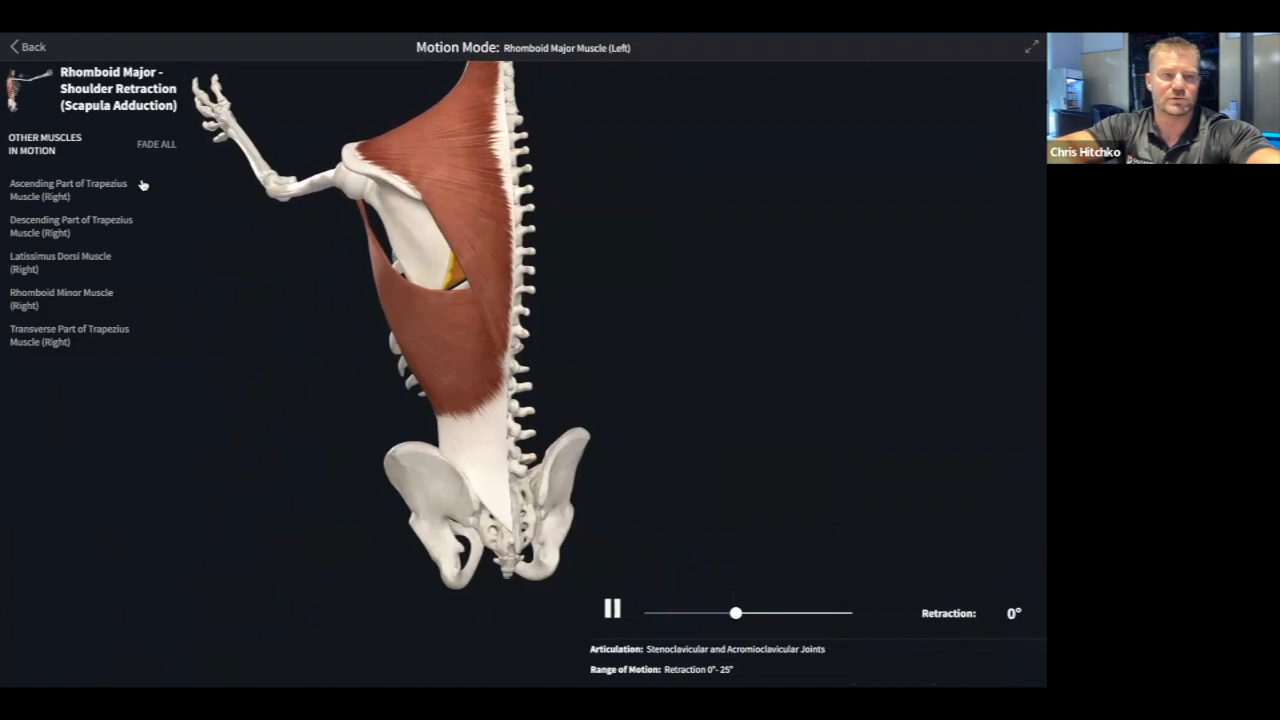 Back
Motion Mode: Rhomboid Major Muscle (Left)
Rhomboid Major -
Shoulder Retraction
(Scapula Adduction)
OTHER MUSCLES
IN MOTION
FADE ALL
Ascending Part of Trapezius
Muscle (Right)
Descending Part of Trapezius
Muscle (Right)
Latissimus Dorsi Muscle
(Right)
Rhomboid Minor Muscle
(Right)
Transverse Part of Trapezius
Muscle (Right)
Chris Hitchko
Retraction: 0°
Articulation: Stenoclavicular and Acromioclavicular Joints
Range of Motion: Retraction 0°- 25°